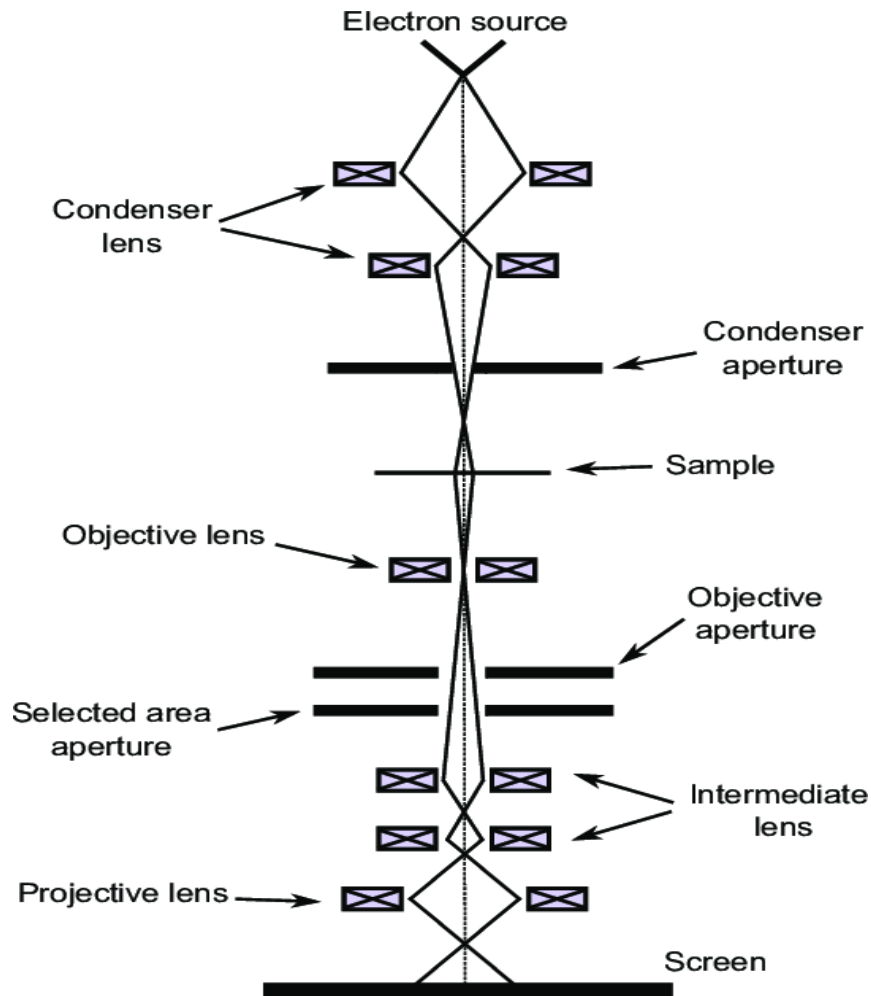 Electron source
Condenser
lens
Condenser
aperture
Sample
Objective lens
Objective
aperture
Selected area
aperture
Intermediate
lens
Projective lens
Screen